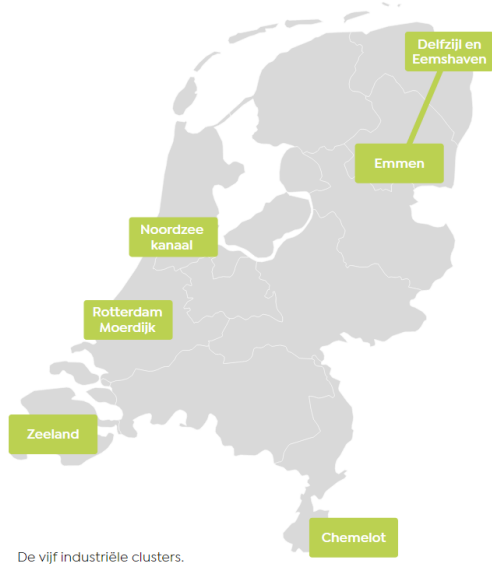 Delfzijl en
Eemshaven
Emmen
Noordzee
kanaal
Rotterdam
Moerdijk
Zeeland
Chemelot
De vijf industriële clusters.